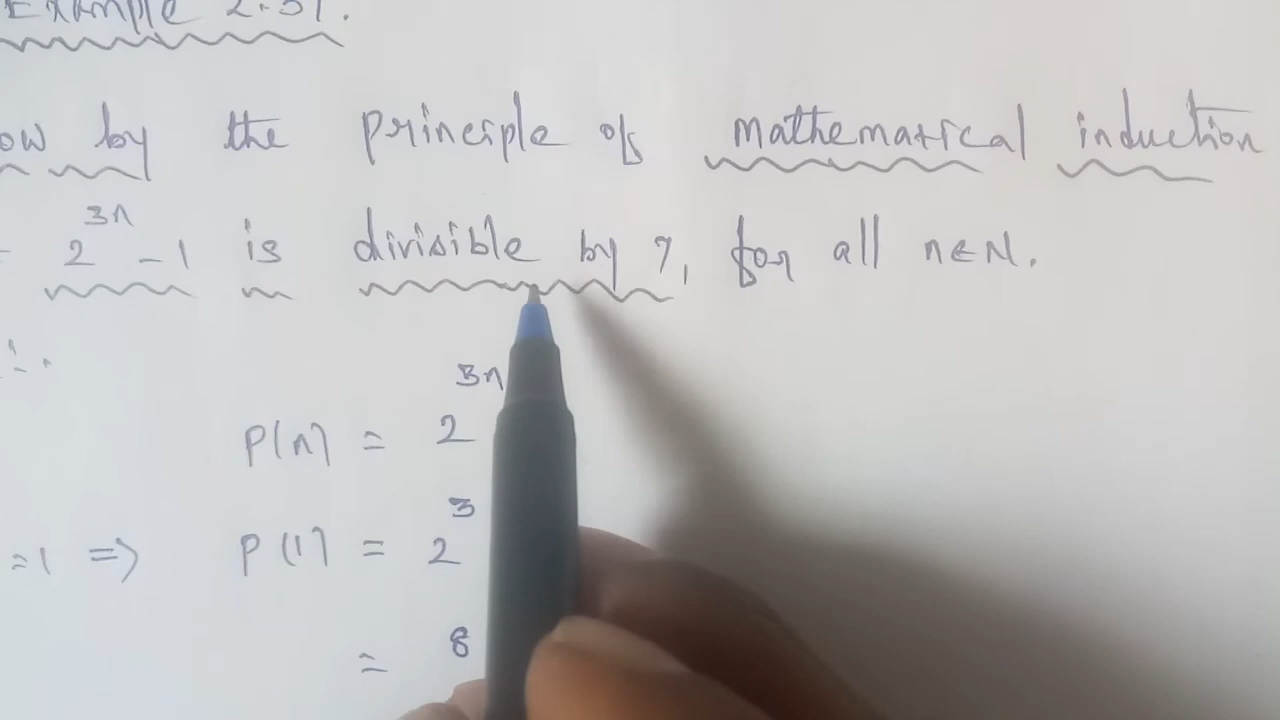 Example 2.31.
ow by the principle of mathematical induction
2^3n - 1 is divisible by 7, for all n∈N.
P(n) = 2^3n
=1 => P(1) = 2^3
= 8